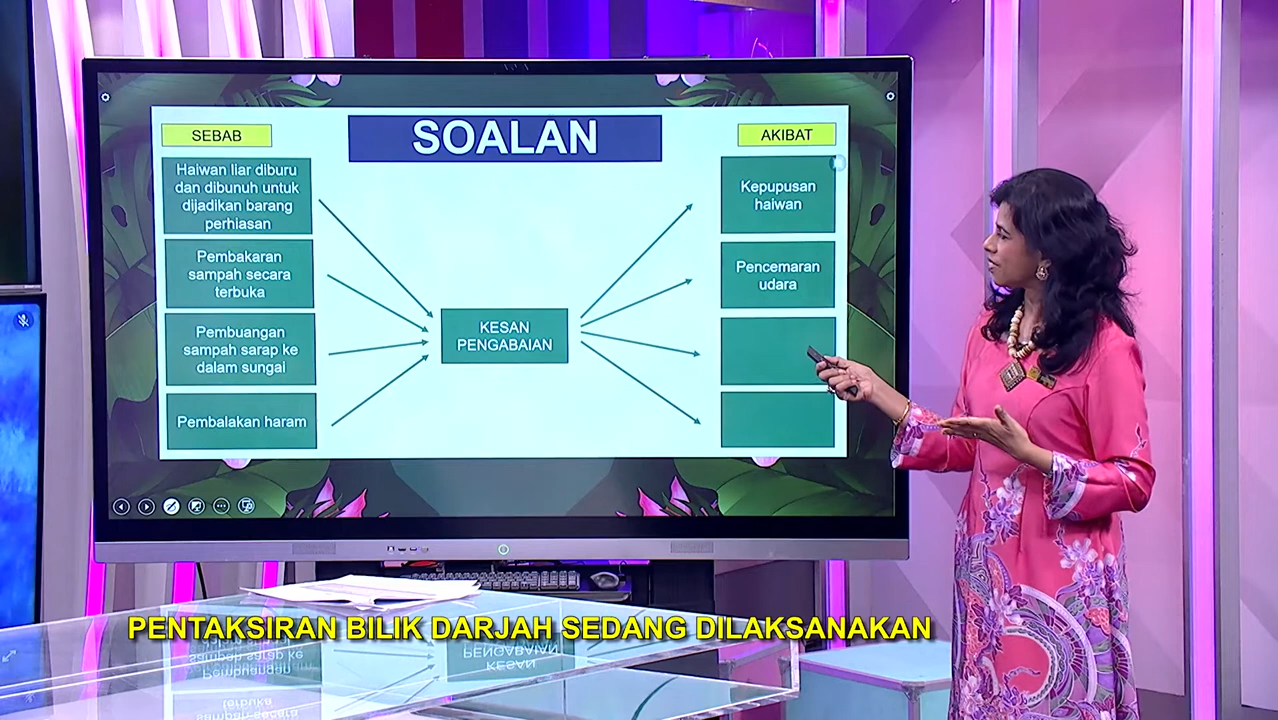 SEBAB
SOALAN
AKIBAT
Haiwan liar diburu
dan dibunuh untuk
dijadikan barang
perhiasan
Kepupusan
haiwan
Pembakaran
sampah secara
terbuka
Pencemaran
udara
Pembuangan
sampah sarap ke
dalam sungai
KESAN
PENGABAIAN
Pembalakan haram
PENTAKSIRAN BILIK DARJAH SEDANG DILAKSANAKAN